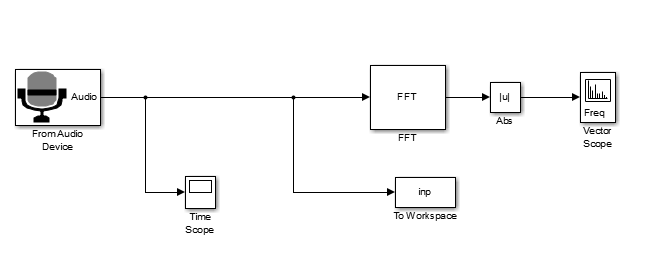 Audio
From Audio
Device
FFT
FFT
|u|
Abs
Freq
Vector
Scope
Time
Scope
inp
To Workspace